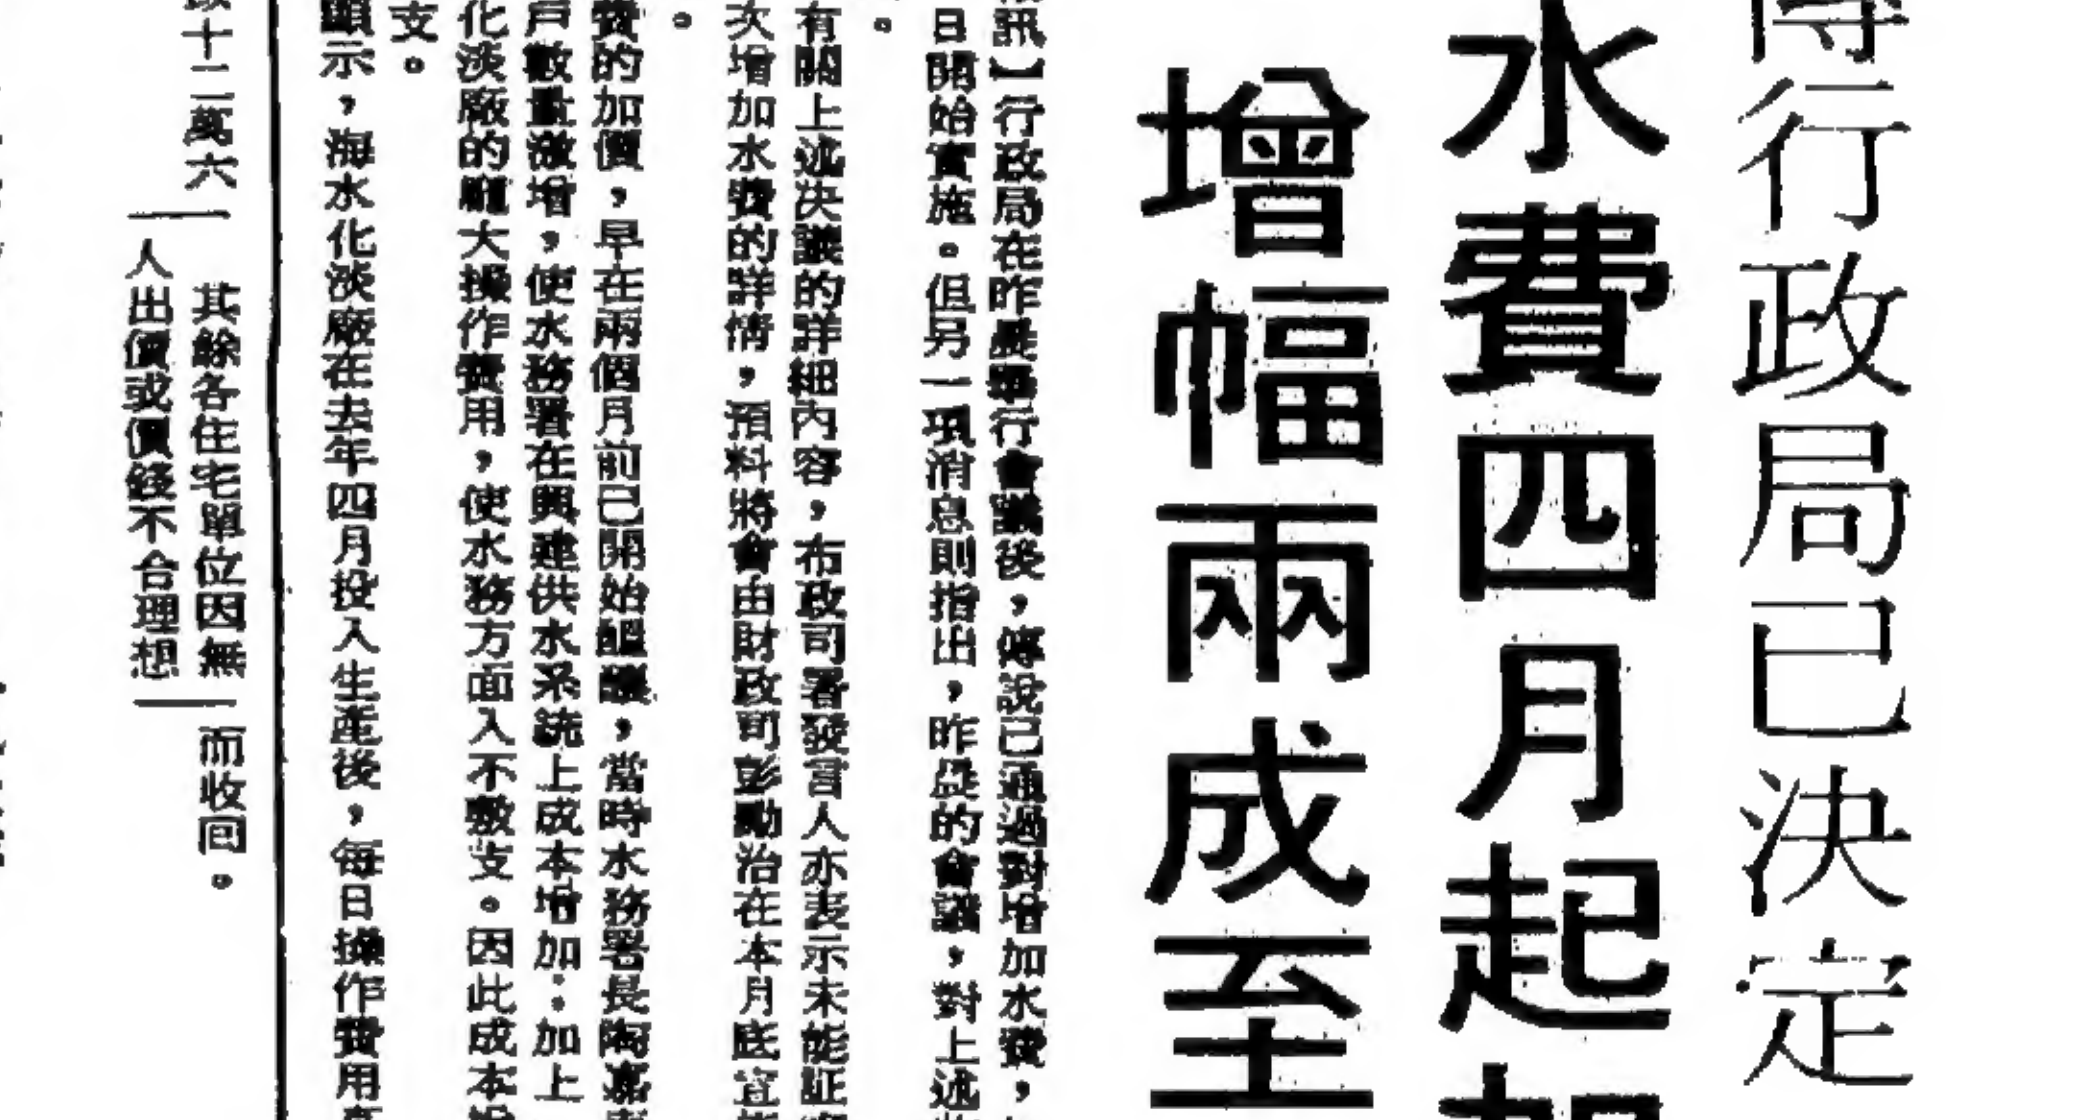 傳行政局已決定
水費四月起
增幅兩成至
訊】行政局在昨晨舉行會議後，傳說已通過對增加水費，
日開始實施。但另一項消息則指出，昨晨的會議，對上述
。
有關上述決議的詳細內容，布政司署發言人亦表示未能証
次增加水費的詳情，預料將會由財政司彭勵治在本月底宣
。
費的加價，早在兩個月前已開始醞釀，當時水務署長陶嘉
戶數量激增，使水務署在興建供水系統上成本增加：加上
化淡廠的龐大操作費用，使水務方面入不敷支。因此成本
支。
顯示，海水化淡廠在去年四月投入生產後，每日操作費用
十二萬六
其餘各住宅單位因無
人出價或價錢不合理想
而收回。